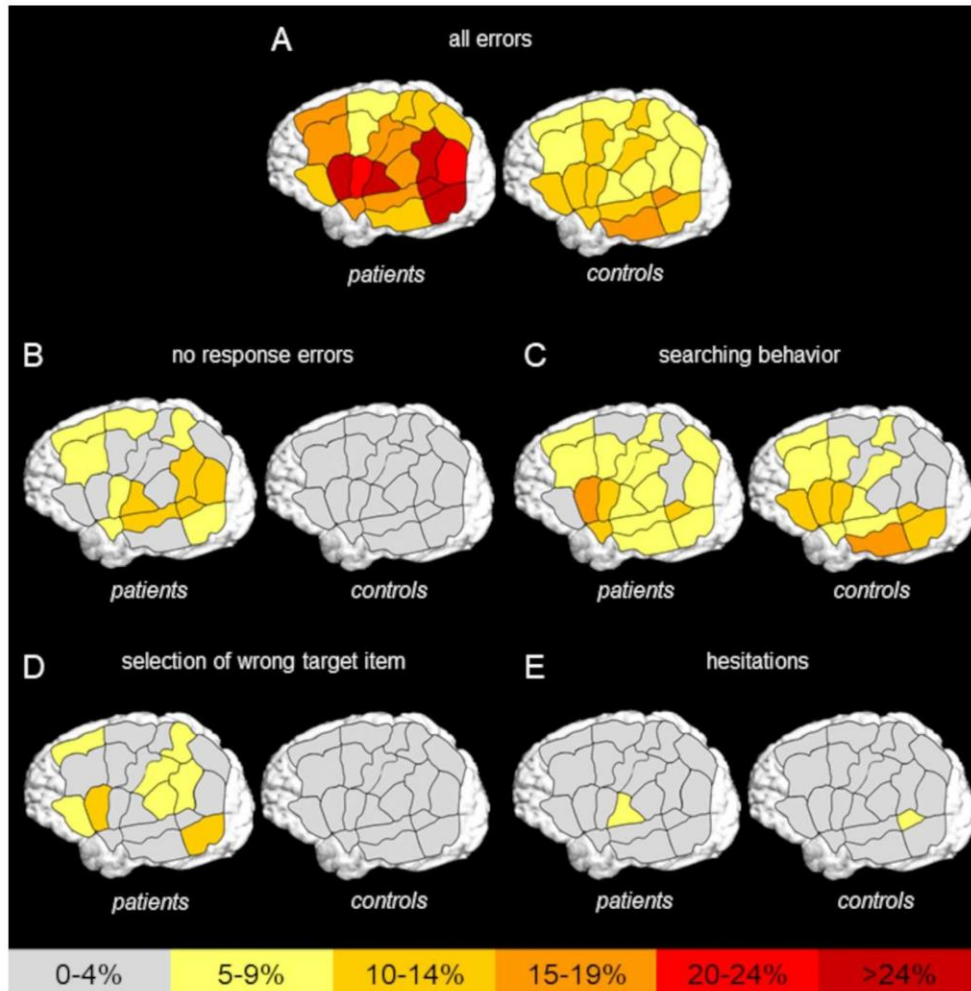 A all errors
patients controls
B no response errors
C searching behavior
patients controls
patients controls
D selection of wrong target item
E hesitations
patients controls
patients controls
0-4% 5-9% 10-14% 15-19% 20-24% >24%